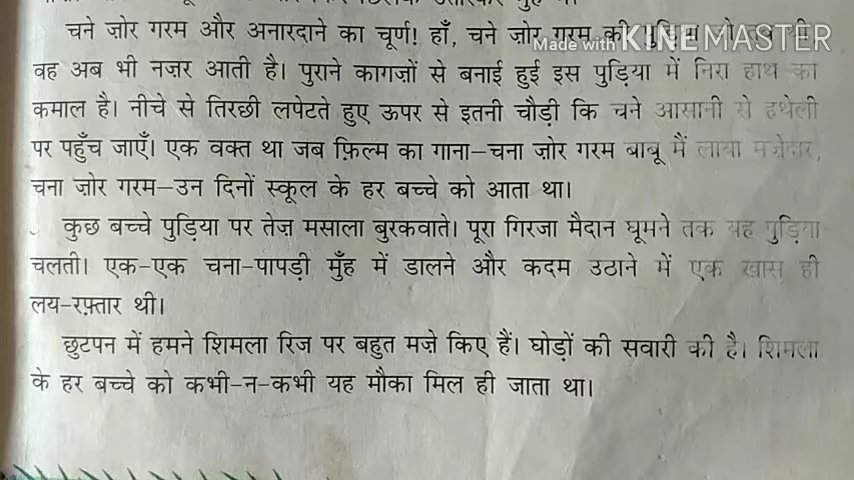 चने ज़ोर गरम और अनारदाने का चूर्ण! हाँ, चने ज़ोर गरम की पुड़िया
Made with KINEMASTER
वह अब भी नज़र आती है। पुराने कागज़ों से बनाई हुई इस पुड़िया में निरा हाथ का
कमाल है। नीचे से तिरछी लपेटते हुए ऊपर से इतनी चौड़ी कि चने आसानी से हथेली
पर पहुँच जाएँ। एक वक्त था जब फ़िल्म का गाना–चना ज़ोर गरम बाबू मैं लाया मज़ेदार,
चना ज़ोर गरम–उन दिनों स्कूल के हर बच्चे को आता था।
कुछ बच्चे पुड़िया पर तेज़ मसाला बुरकवाते। पूरा गिरजा मैदान घूमने तक यह पुड़िया
चलती। एक-एक चना-पापड़ी मुँह में डालने और कदम उठाने में एक खास ही
लय-रफ़्तार थी।
छुटपन में हमने शिमला रिज पर बहुत मज़े किए हैं। घोड़ों की सवारी की है। शिमला
के हर बच्चे को कभी-न-कभी यह मौका मिल ही जाता था।